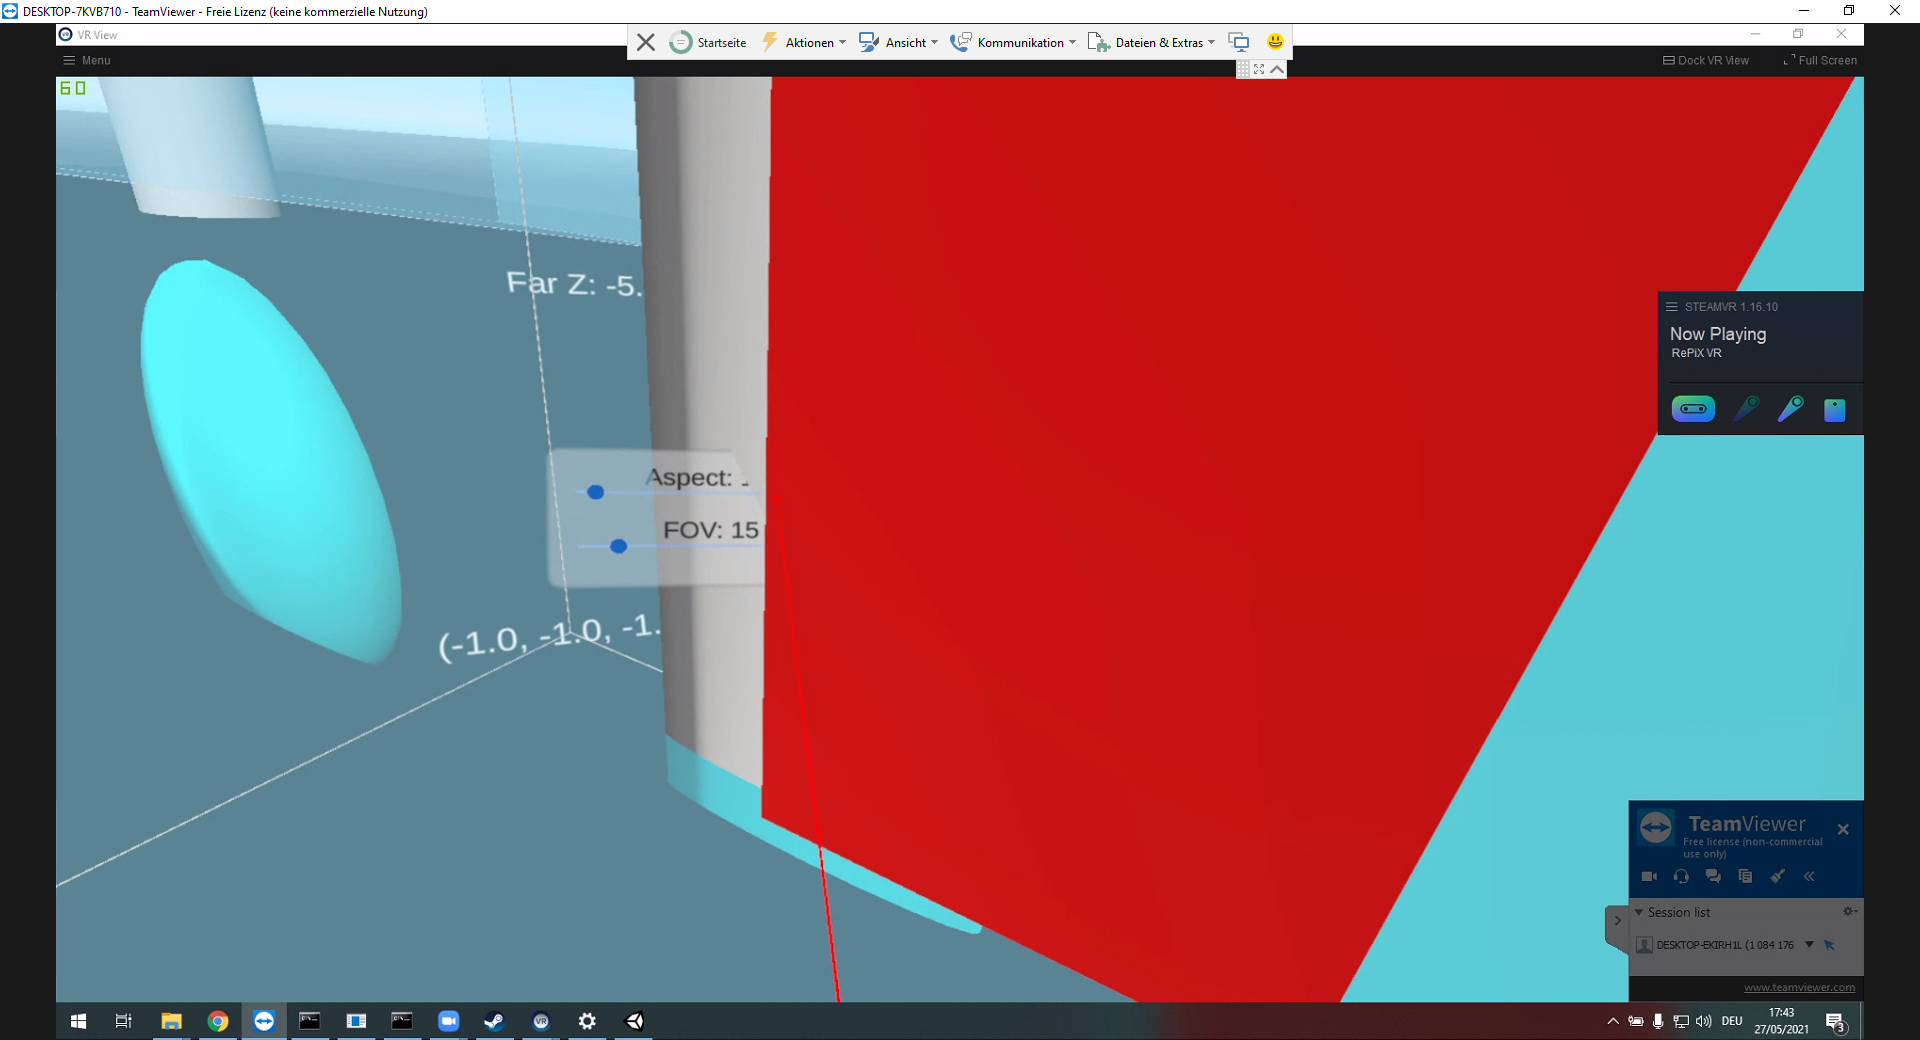 DESKTOP-7KVB710 - TeamViewer - Freie Lizenz (keine kommerzielle Nutzung)
VR View
Startseite
Aktionen
Ansicht
Kommunikation
Dateien & Extras
Menu
Dock VR View
Full Screen
60
Far Z: -5.
STEAMVR 1.16.10
Now Playing
RePiX VR
Aspect:
FOV: 15
(-1.0, -1.0, -1.
TeamViewer
Free license (non-commercial
use only)
Session list
DESKTOP-EKIRH1L (1 084 176
www.teamviewer.com
DEU
17:43
27/05/2021
3